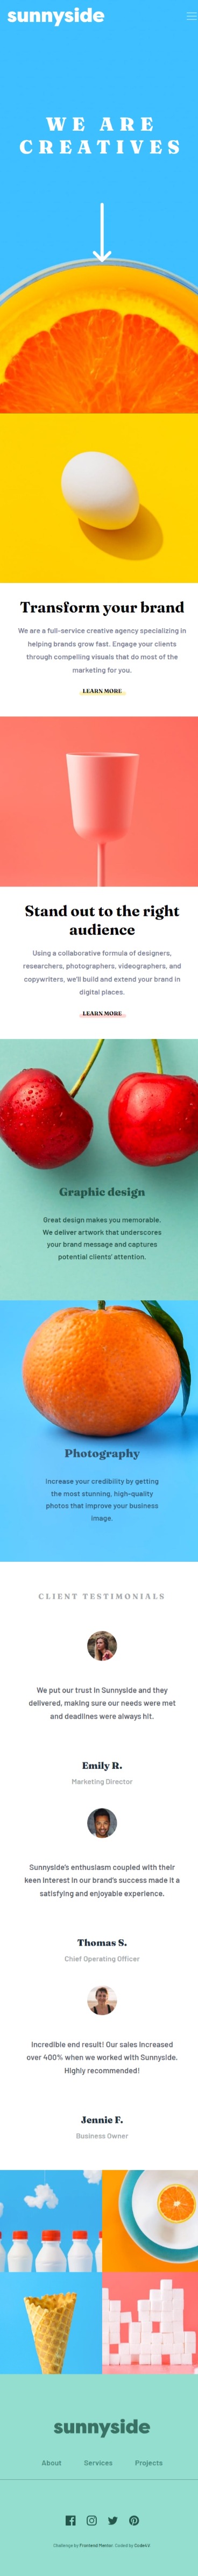 sunnyside
WE ARE
CREATIVES
Transform your brand
We are a full-service creative agency specializing in
helping brands grow fast. Engage your clients
through compelling visuals that do most of the
marketing for you.
LEARN MORE
Stand out to the right
audience
Using a collaborative formula of designers,
researchers, photographers, videographers, and
copywriters, we'll build and extend your brand in
digital places.
LEARN MORE
Graphic design
Great design makes you memorable.
We deliver artwork that underscores
your brand message and captures
potential clients' attention.
Photography
Increase your credibility by getting
the most stunning, high-quality
photos that improve your business
image.
CLIENT TESTIMONIALS
We put our trust in Sunnyside and they
delivered, making sure our needs were met
and deadlines were always hit.
Emily R.
Marketing Director
Sunnyside's enthusiasm coupled with their
keen interest in our brand's success made it a
satisfying and enjoyable experience.
Thomas S.
Chief Operating Officer
Incredible end result! Our sales increased
over 400% when we worked with Sunnyside.
Highly recommended!
Jennie F.
Business Owner
sunnyside
About Services Projects
Challenge by Frontend Mentor. Coded by